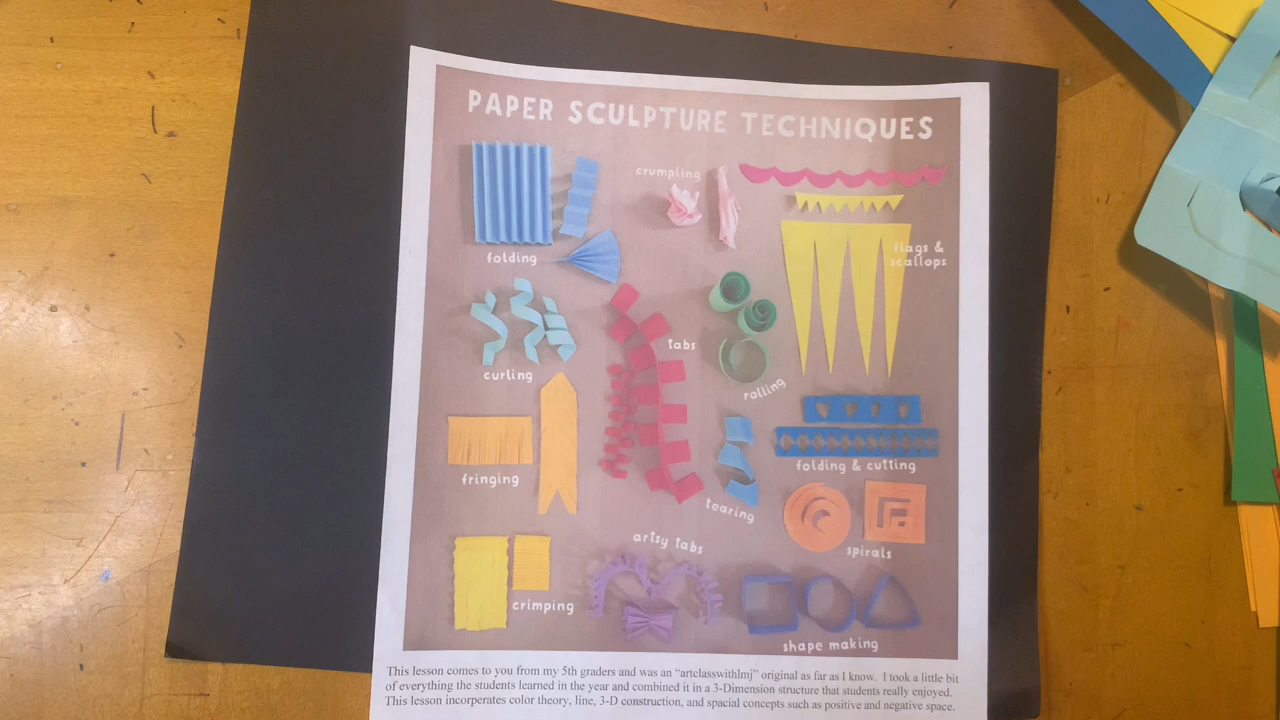 PAPER SCULPTURE TECHNIQUES
crumpling
flags &
scallops
folding
tabs
curling
rolling
folding & cutting
fringing
tearing
artsy tabs
spirals
crimping
shape making
This lesson comes to you from my 5th graders and was an “artclasswithlmj” original as far as I know.  I took a little bit
of everything the students learned in the year and combined it in a 3-Dimension structure that students really enjoyed.
This lesson incorperates color theory, line, 3-D construction, and spacial concepts such as positive and negative space.